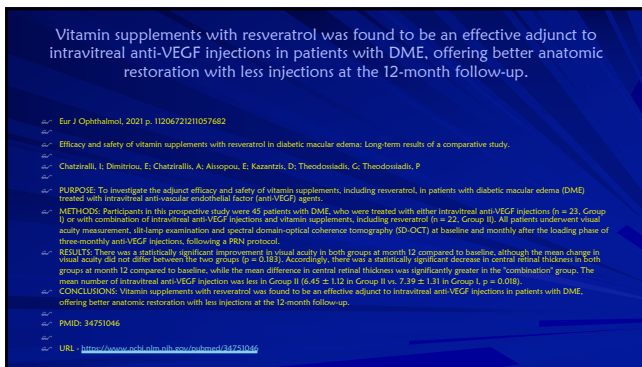 Vitamin supplements with resveratrol was found to be an effective adjunct to
intravitreal anti-VEGF injections in patients with DME, offering better anatomic
restoration with less injections at the 12-month follow-up.
Eur J Ophthalmol, 2021 p. 11206721211057682
Efficacy and safety of vitamin supplements with resveratrol in diabetic macular edema: Long-term results of a comparative study.
Chatziralli, I; Dimitriou, E; Chatzirallis, A; Aissopou, E; Kazantzis, D; Theodossiadis, G; Theodossiadis, P
PURPOSE: To investigate the adjunct efficacy and safety of vitamin supplements, including resveratrol, in patients with diabetic macular edema (DME)
treated with intravitreal anti-vascular endothelial factor (anti-VEGF) agents.
METHODS: Participants in this prospective study were 45 patients with DME, who were treated with either intravitreal anti-VEGF injections (n = 23, Group
I) or with combination of intravitreal anti-VEGF injections and vitamin supplements, including resveratrol (n = 22, Group II). All patients underwent visual
acuity measurement, slit-lamp examination and spectral domain-optical coherence tomography (SD-OCT) at baseline and monthly after the loading phase of
three-monthly anti-VEGF injections, following a PRN protocol.
RESULTS: There was a statistically significant improvement in visual acuity in both groups at month 12 compared to baseline, although the mean change in
visual acuity did not differ between the two groups (p = 0.183). Accordingly, there was a statistically significant decrease in central retinal thickness in both
groups at month 12 compared to baseline, while the mean difference in central retinal thickness was significantly greater in the "combination" group. The
mean number of intravitreal anti-VEGF injection was less in Group II (6.45 ± 1.12 in Group II vs. 7.39 ± 1.31 in Group I, p = 0.018).
CONCLUSIONS: Vitamin supplements with resveratrol was found to be an effective adjunct to intravitreal anti-VEGF injections in patients with DME,
offering better anatomic restoration with less injections at the 12-month follow-up.
PMID: 34751046
URL - https://www.ncbi.nlm.nih.gov/pubmed/34751046